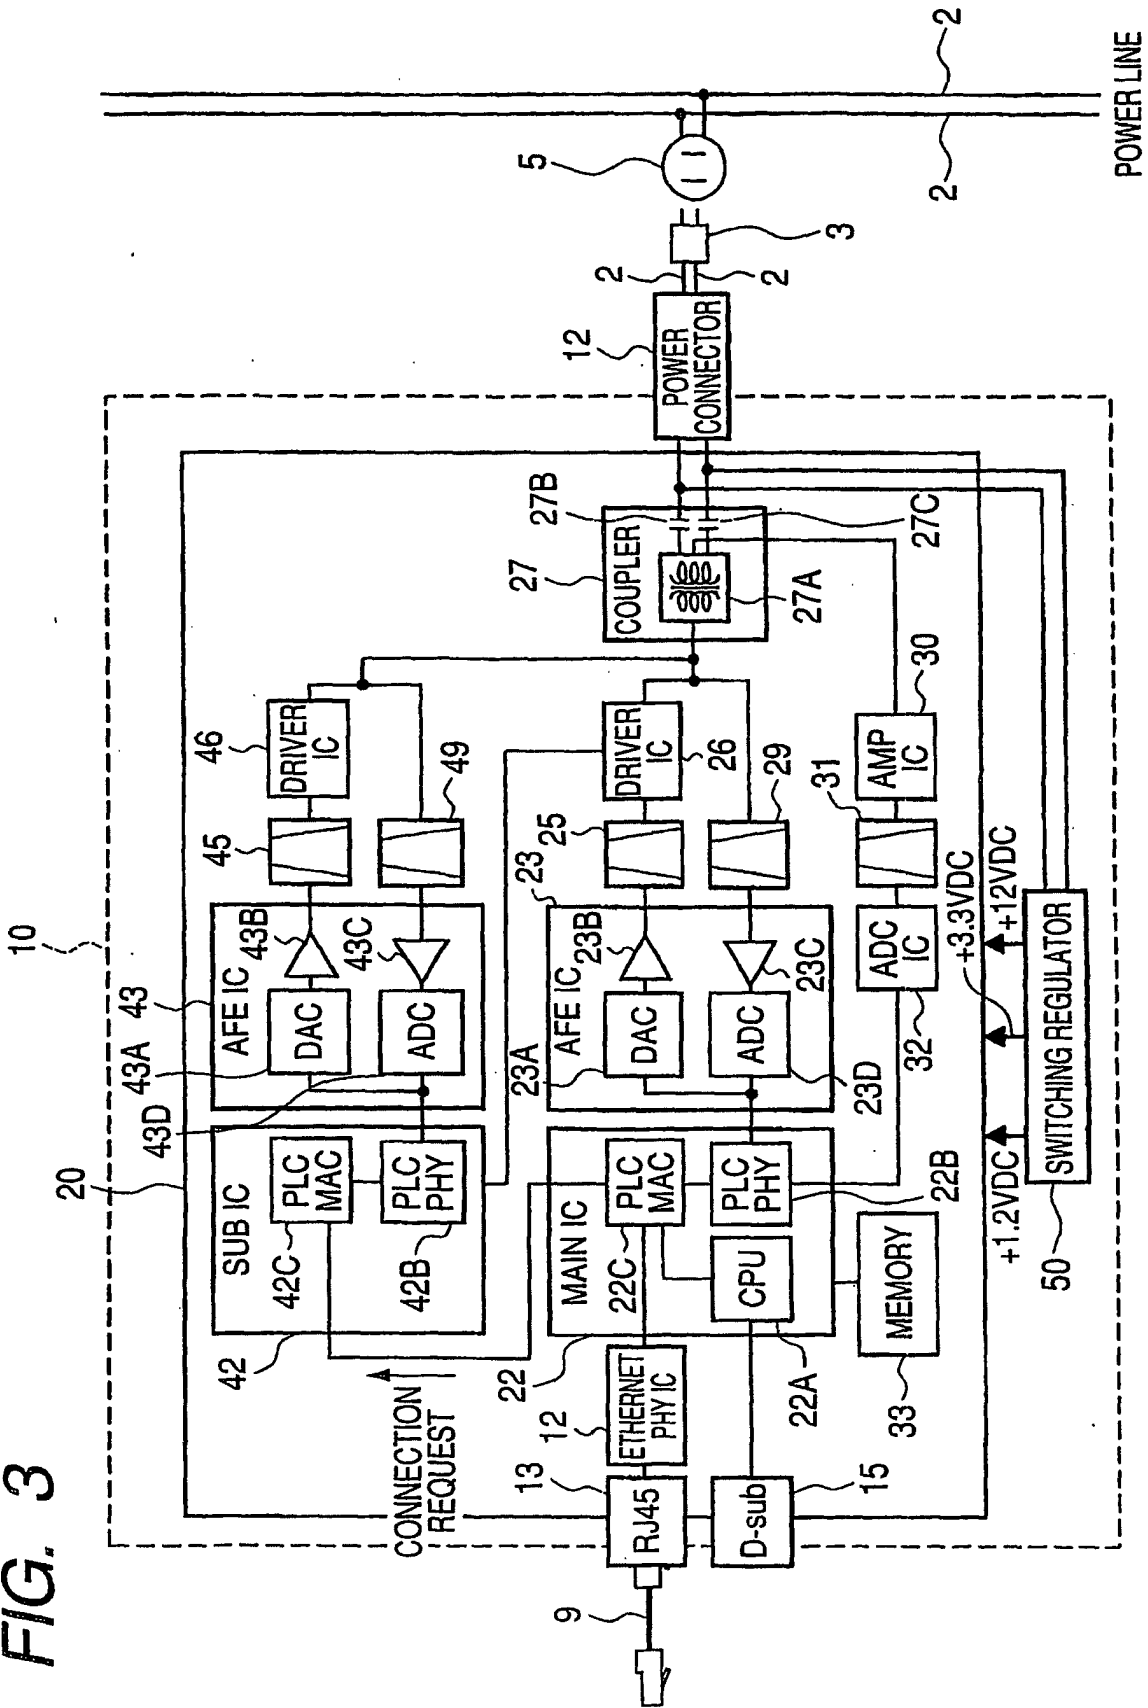 FIG. 3
10
20
42
SUB IC
42C
PLC
MAC
42B
PLC
PHY
43A
43D
43
AFE IC
DAC
ADC
43B
43C
45
46
DRIVER
IC
49
CONNECTION
REQUEST
22
MAIN IC
22C
PLC
MAC
PLC
PHY
22B
CPU
22A
23A
23
AFE IC
DAC
ADC
23D
23B
23C
25
DRIVER
IC
26
29
27
COUPLER
27B
27C
27A
12
POWER
CONNECTOR
2
2
3
5
2
2
POWER LINE
9
13
RJ45
12
ETHERNET
PHY IC
D-sub
15
33
MEMORY
32
ADC
IC
31
AMP
IC
30
+1.2VDC
+3.3VDC
+12VDC
50
SWITCHING REGULATOR